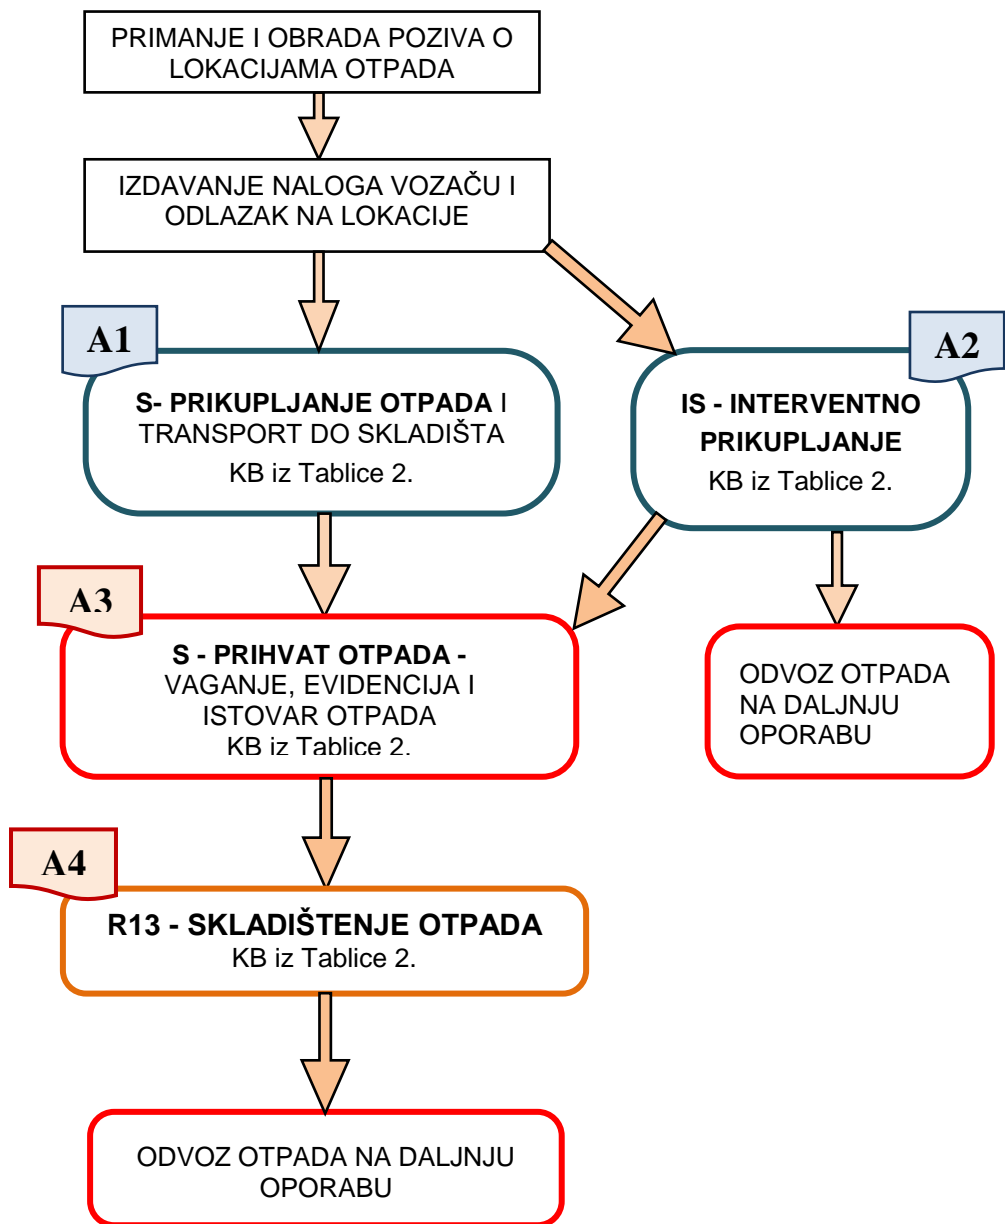 PRIMANJE I OBRADA POZIVA O
LOKACIJAMA OTPADA
IZDAVANJE NALOGA VOZAČU I
ODLAZAK NA LOKACIJE
A1
S- PRIKUPLJANJE OTPADA I
TRANSPORT DO SKLADIŠTA
KB iz Tablice 2.
A2
IS - INTERVENTNO
PRIKUPLJANJE
KB iz Tablice 2.
A3
S - PRIHVAT OTPADA -
VAGANJE, EVIDENCIJA I
ISTOVAR OTPADA
KB iz Tablice 2.
ODVOZ OTPADA
NA DALJNJU
OPORABU
A4
R13 - SKLADIŠTENJE OTPADA
KB iz Tablice 2.
ODVOZ OTPADA NA DALJNJU
OPORABU